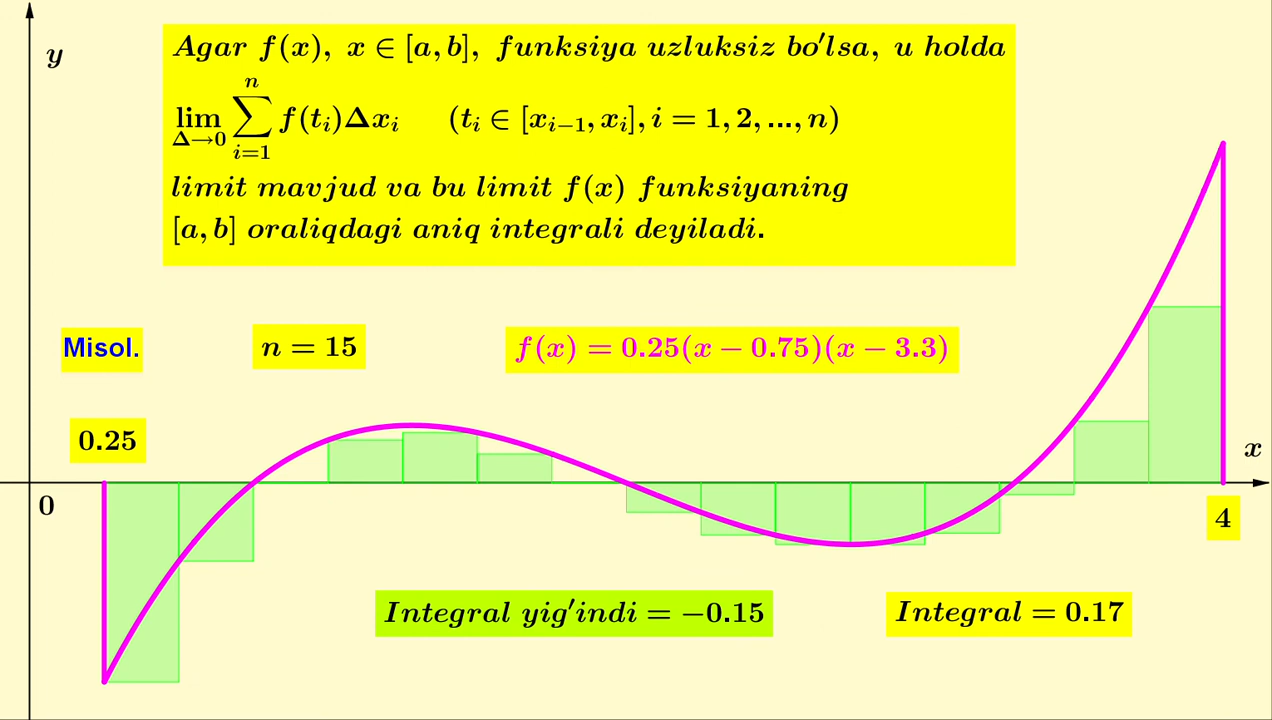 y
Agar f(x), x ∈ [a, b], funksiya uzluksiz bo'lsa, u holda
lim_{Δ→0} ∑_{i=1}^{n} f(t_i)Δx_i (t_i ∈ [x_{i−1}, x_i], i = 1, 2, ..., n)
limit mavjud va bu limit f(x) funksiyaning
[a, b] oraliqdagi aniq integrali deyiladi.
Misol. n = 15 f(x) = 0.25(x − 0.75)(x − 3.3)
0.25
x
0
4
Integral yig'indi = −0.15 Integral = 0.17